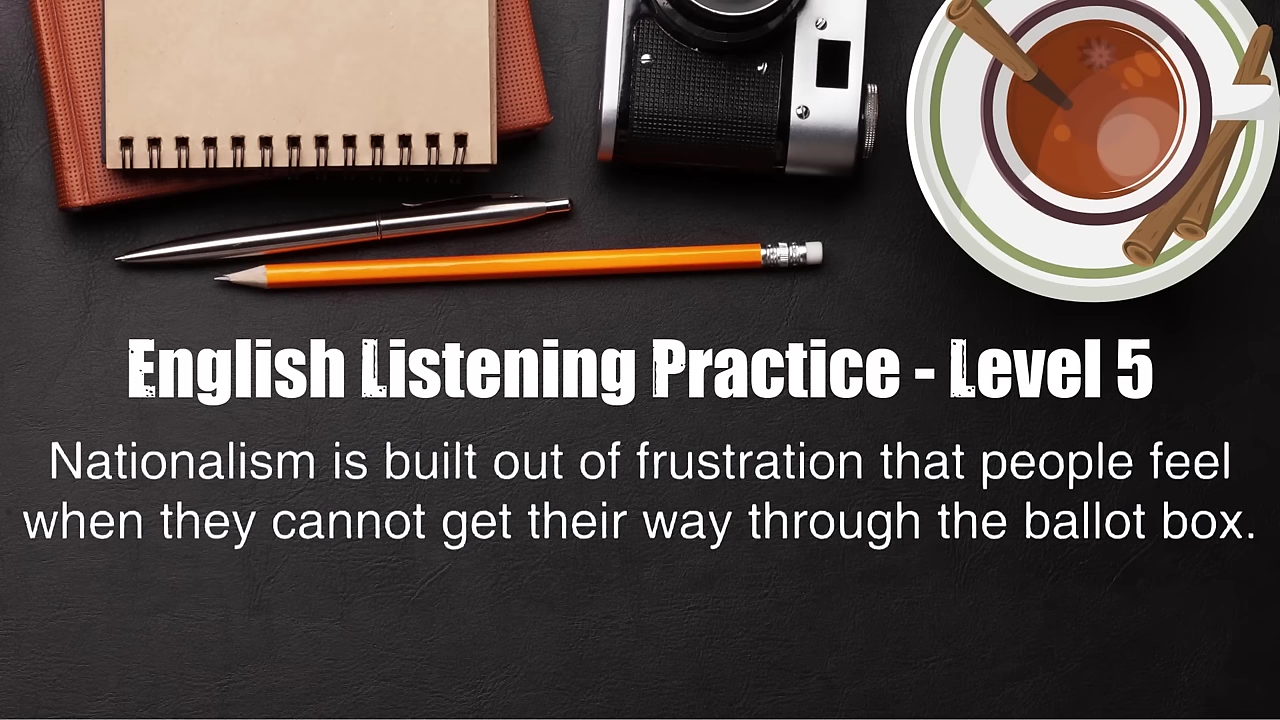 English Listening Practice - Level 5
Nationalism is built out of frustration that people feel
when they cannot get their way through the ballot box.